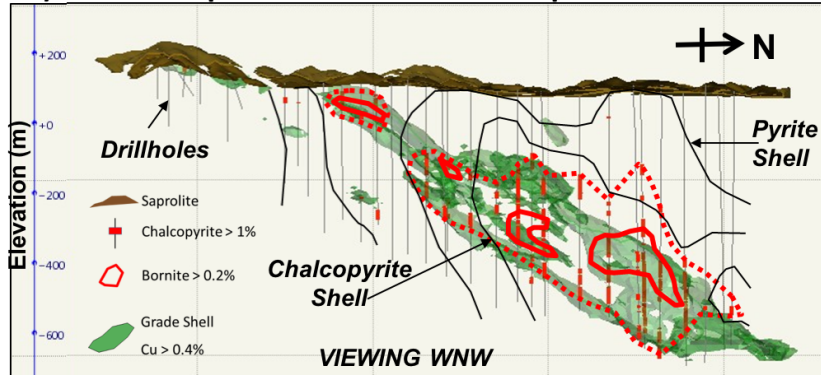 +200
N
+0
Elevation (m)
Drillholes
Pyrite
Shell
−200
Saprolite
Chalcopyrite > 1%
Bornite > 0.2%
−400
Chalcopyrite
Shell
Grade Shell
Cu > 0.4%
−600
VIEWING WNW